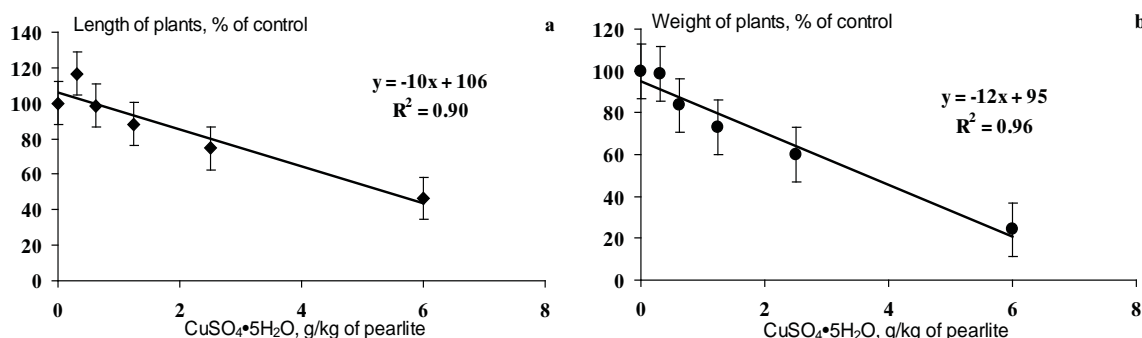 Length of plants, % of control
a
140
120
100
80
60
40
20
0
y = -10x + 106
R² = 0.90
0 2 4 6 8
CuSO4•5H2O, g/kg of pearlite
Weight of plants, % of control
b
120
100
80
60
40
20
0
y = -12x + 95
R² = 0.96
0 2 4 6 8
CuSO4•5H2O, g/kg of pearlite